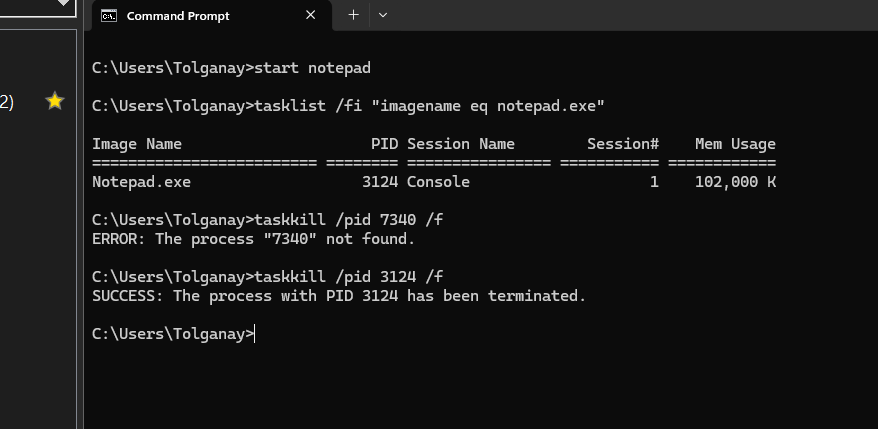 Command Prompt
2)
C:\Users\Tolganay>start notepad
C:\Users\Tolganay>tasklist /fi "imagename eq notepad.exe"
Image Name                     PID Session Name        Session#    Mem Usage
========================= ======== ================ =========== ============
Notepad.exe                   3124 Console                    1    102,000 K
C:\Users\Tolganay>taskkill /pid 7340 /f
ERROR: The process "7340" not found.
C:\Users\Tolganay>taskkill /pid 3124 /f
SUCCESS: The process with PID 3124 has been terminated.
C:\Users\Tolganay>